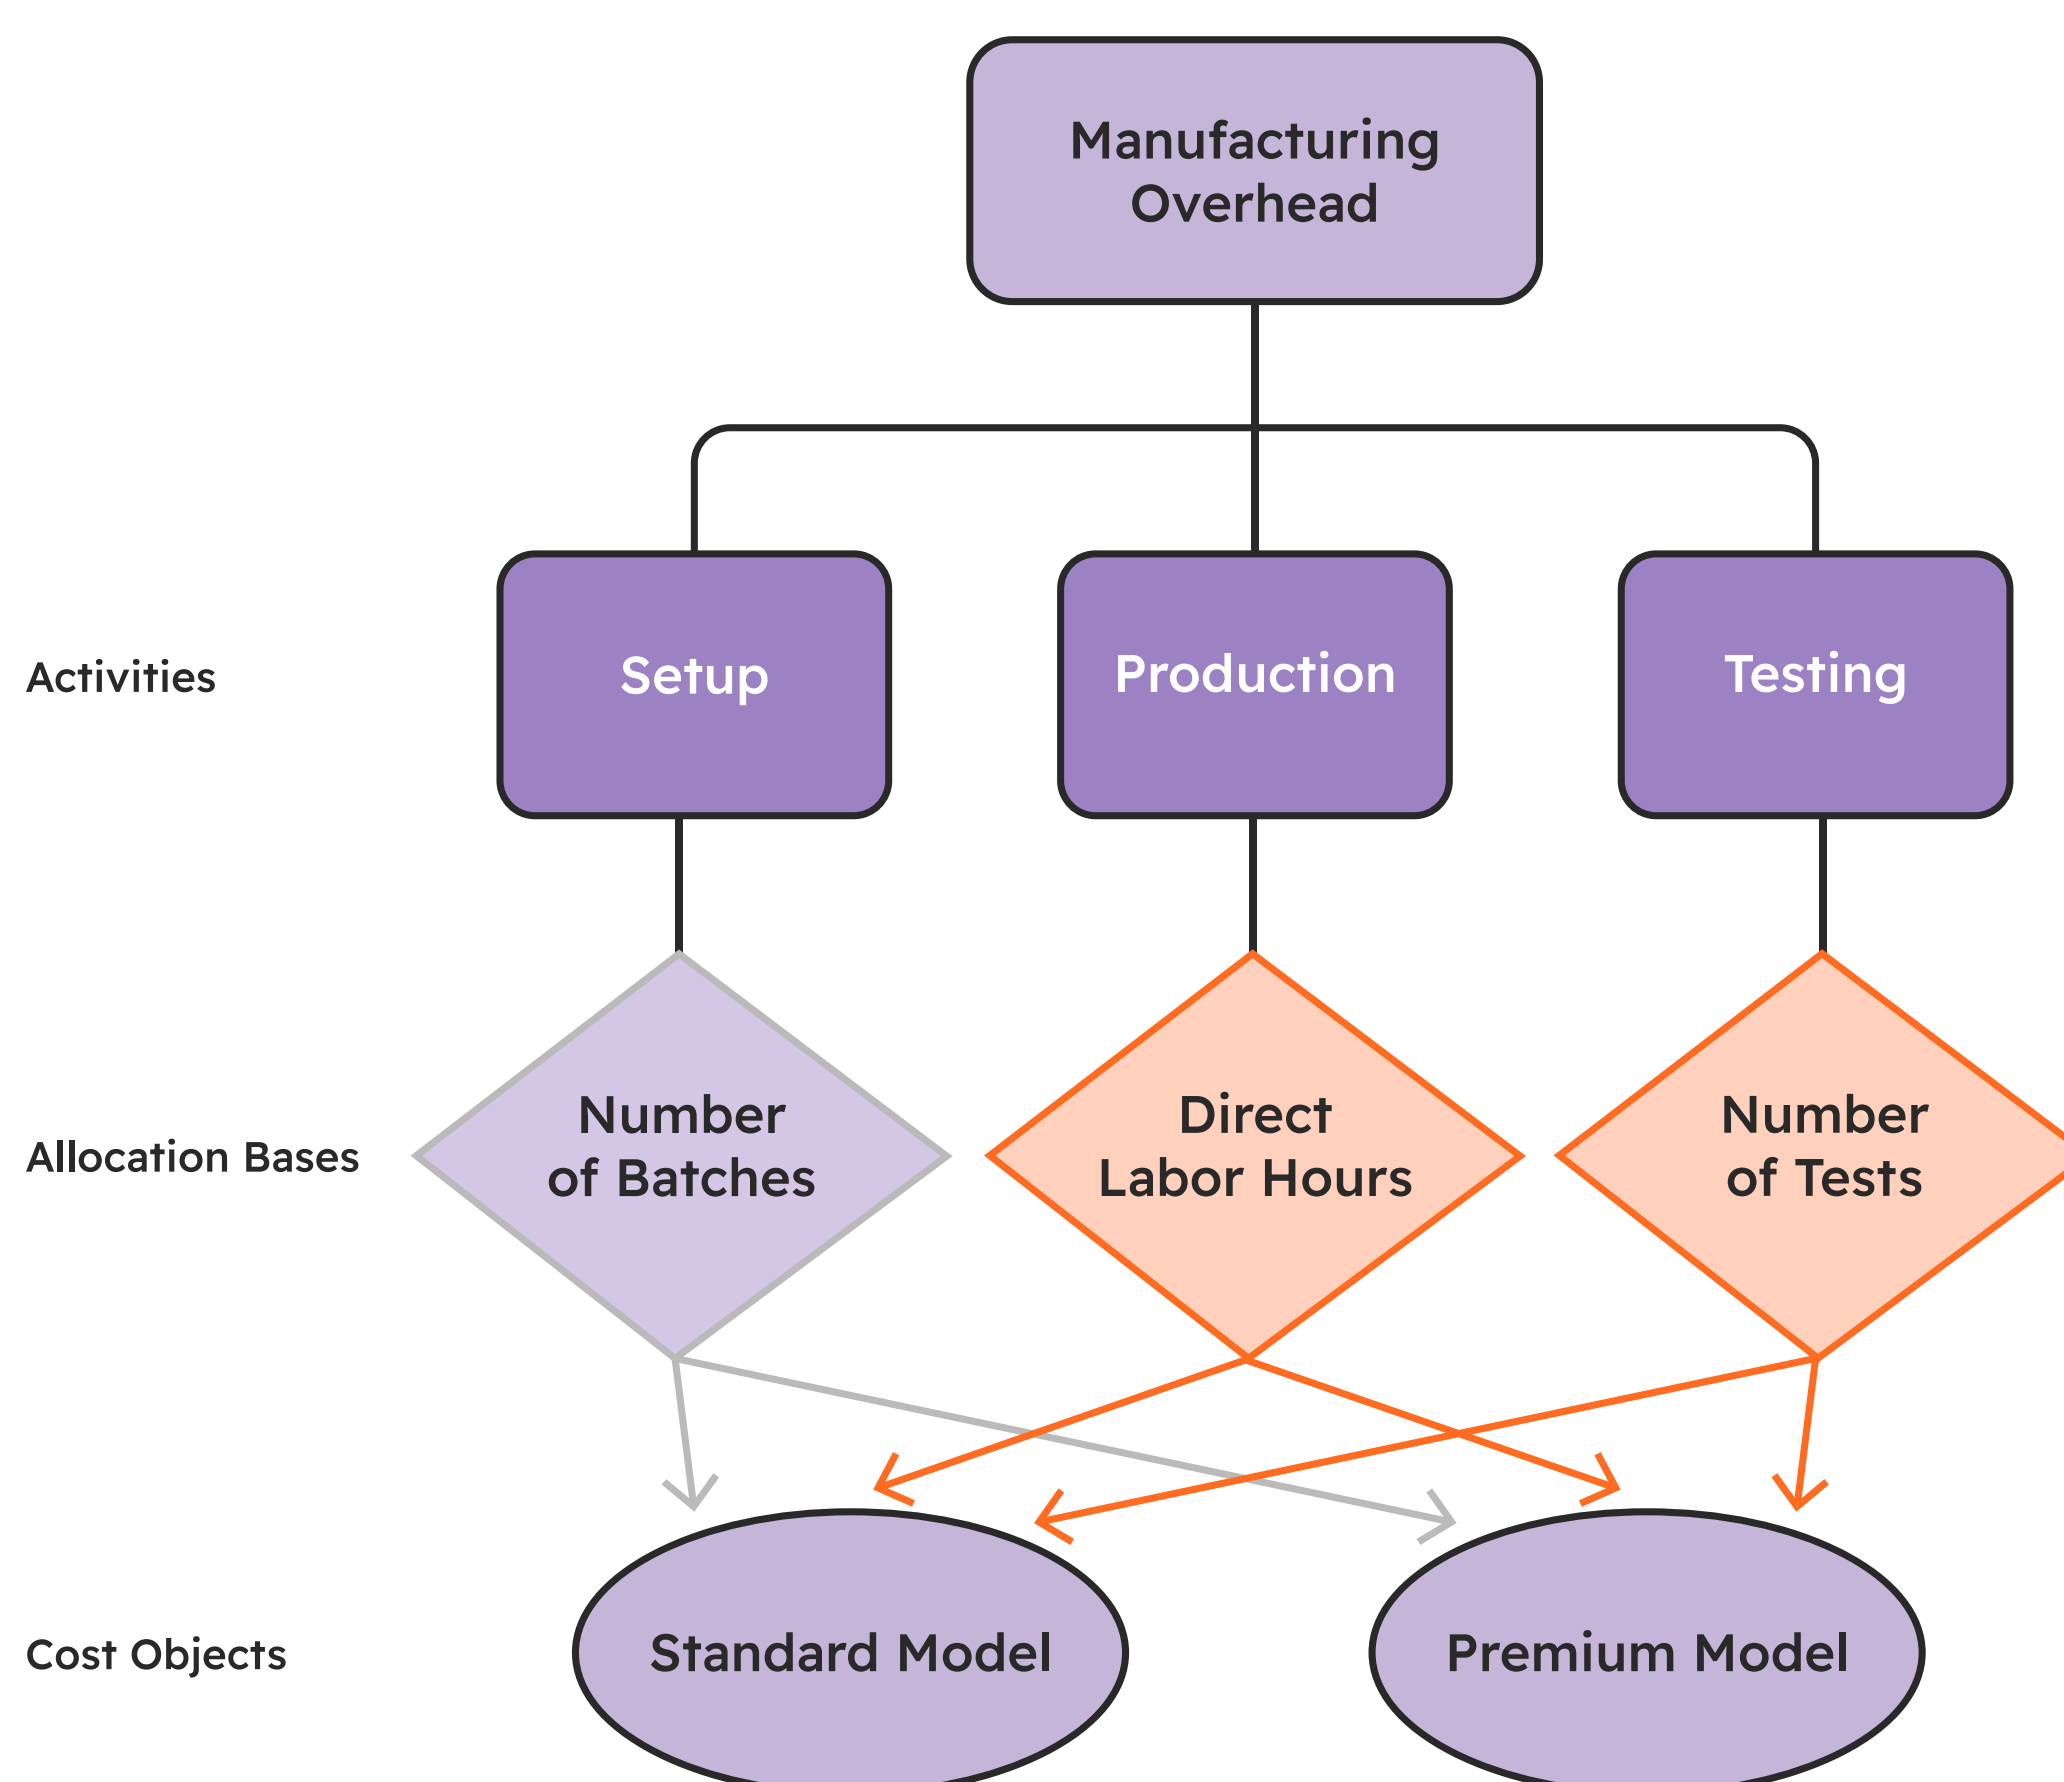 Manufacturing
Overhead
Activities
Setup
Production
Testing
Allocation Bases
Number
of Batches
Direct
Labor Hours
Number
of Tests
Cost Objects
Standard Model
Premium Model